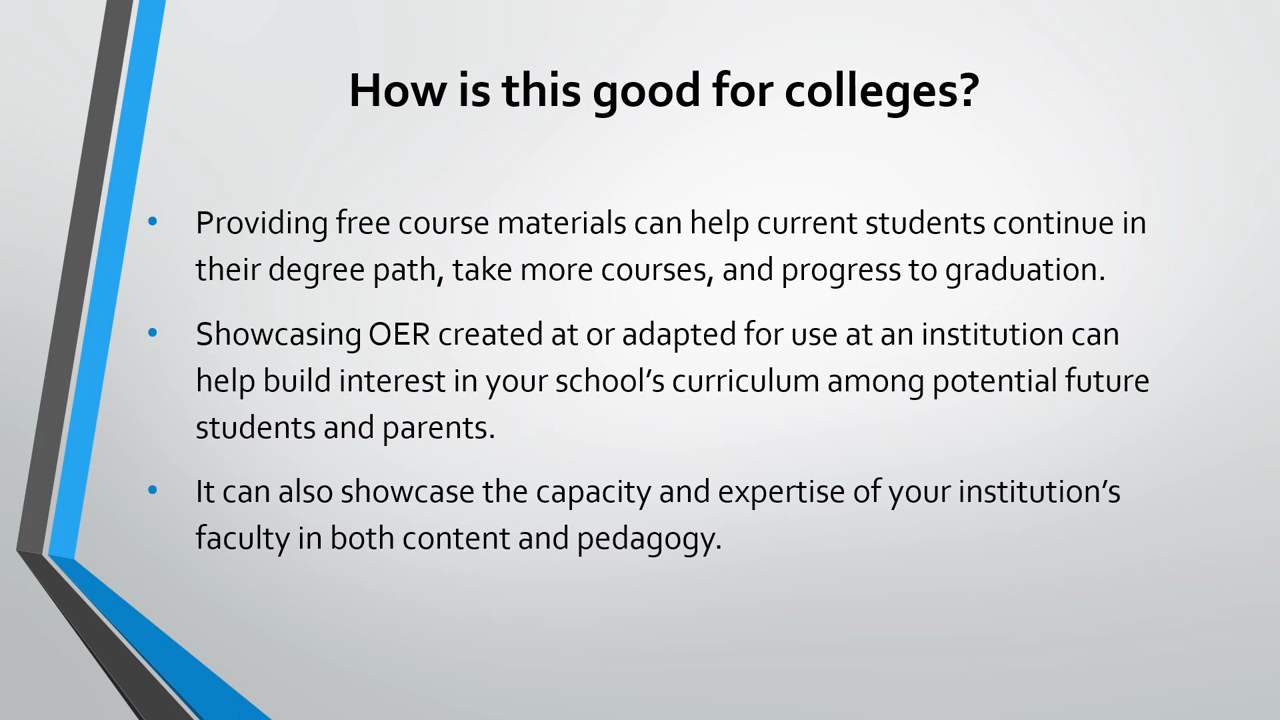 How is this good for colleges?
• Providing free course materials can help current students continue in
their degree path, take more courses, and progress to graduation.
• Showcasing OER created at or adapted for use at an institution can
help build interest in your school’s curriculum among potential future
students and parents.
• It can also showcase the capacity and expertise of your institution’s
faculty in both content and pedagogy.